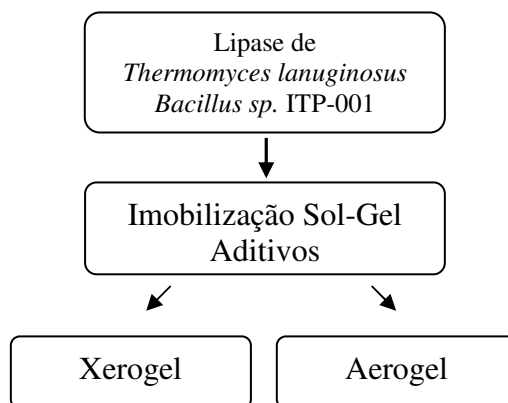 Lipase de
Thermomyces lanuginosus
Bacillus sp. ITP-001
Imobilização Sol-Gel
Aditivos
Xerogel
Aerogel